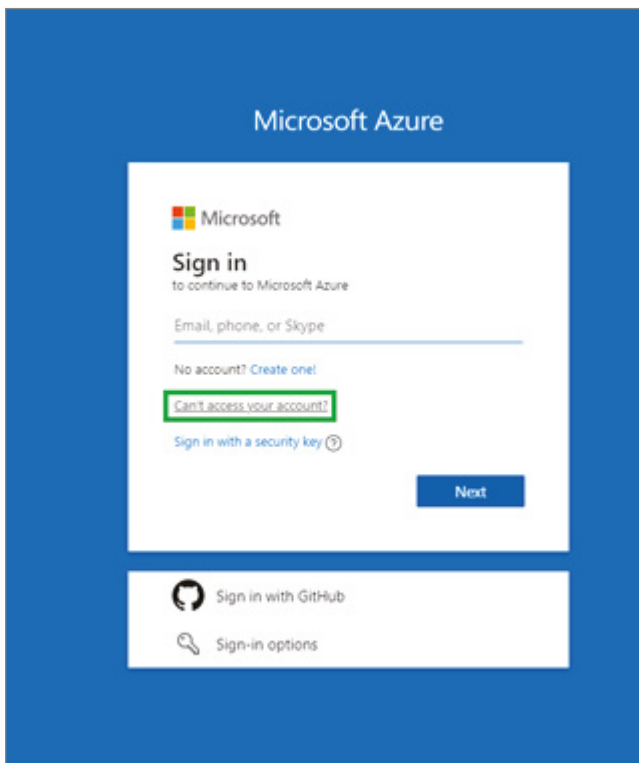 Microsoft Azure
Microsoft
Sign in
to continue to Microsoft Azure
Email, phone, or Skype
No account? Create one!
Can't access your account?
Sign in with a security key ?
Next
Sign in with GitHub
Sign-in options